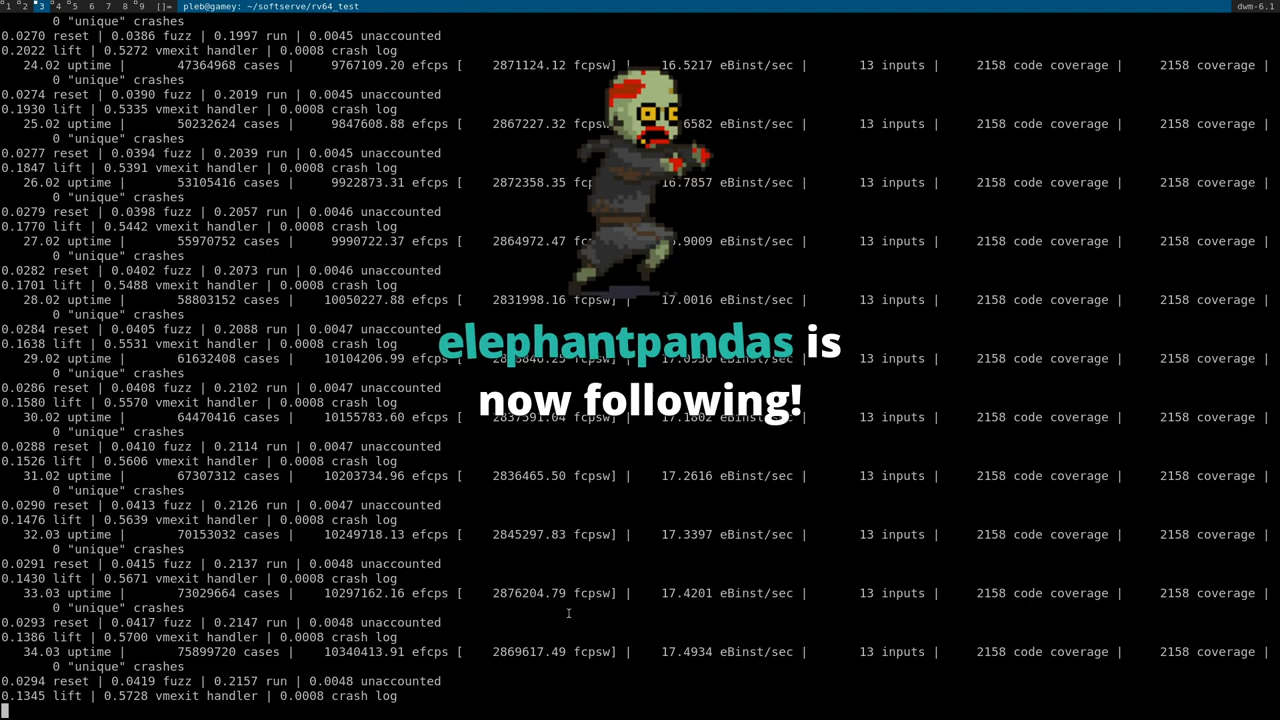 1 2 3 4 5 6 7 8 9 []= pleb@gamey: ~/softserve/rv64_test dwm-6.1
0 "unique" crashes
0.0270 reset | 0.0386 fuzz | 0.1997 run | 0.0045 unaccounted
0.2022 lift | 0.5272 vmexit handler | 0.0008 crash log
24.02 uptime | 47364968 cases | 9767109.20 efcps [ 2871124.12 fcpsw] | 16.5217 eBinst/sec | 13 inputs | 2158 code coverage | 2158 coverage |
0 "unique" crashes
0.0274 reset | 0.0390 fuzz | 0.2019 run | 0.0045 unaccounted
0.1930 lift | 0.5335 vmexit handler | 0.0008 crash log
25.02 uptime | 50232624 cases | 9847608.88 efcps [ 2867227.32 fcpsw 6582 eBinst/sec | 13 inputs | 2158 code coverage | 2158 coverage |
0 "unique" crashes
0.0277 reset | 0.0394 fuzz | 0.2039 run | 0.0045 unaccounted
0.1847 lift | 0.5391 vmexit handler | 0.0008 crash log
26.02 uptime | 53105416 cases | 9922873.31 efcps [ 2872358.35 fcp .7857 eBinst/sec | 13 inputs | 2158 code coverage | 2158 coverage |
0 "unique" crashes
0.0279 reset | 0.0398 fuzz | 0.2057 run | 0.0046 unaccounted
0.1770 lift | 0.5442 vmexit handler | 0.0008 crash log
27.02 uptime | 55970752 cases | 9990722.37 efcps [ 2864972.47 fc .9009 eBinst/sec | 13 inputs | 2158 code coverage | 2158 coverage |
0 "unique" crashes
0.0282 reset | 0.0402 fuzz | 0.2073 run | 0.0046 unaccounted
0.1701 lift | 0.5488 vmexit handler | 0.0008 crash log
28.02 uptime | 58803152 cases | 10050227.88 efcps [ 2831998.16 fcpsw] | 17.0016 eBinst/sec | 13 inputs | 2158 code coverage | 2158 coverage |
0 "unique" crashes
0.0284 reset | 0.0405 fuzz | 0.2088 run | 0.0047 unaccounted
0.1638 lift | 0.5531 vmexit handler | 0.0008 crash log
elephantpandas is
29.02 uptime | 61632408 cases | 10104206.99 efcps [ eBinst/sec | 13 inputs | 2158 code coverage | 2158 coverage |
0 "unique" crashes
0.0286 reset | 0.0408 fuzz | 0.2102 run | 0.0047 unaccounted
0.1580 lift | 0.5570 vmexit handler | 0.0008 crash log
now following!
30.02 uptime | 64470416 cases | 10155783.60 efcps [ eBinst/sec | 13 inputs | 2158 code coverage | 2158 coverage |
0 "unique" crashes
0.0288 reset | 0.0410 fuzz | 0.2114 run | 0.0047 unaccounted
0.1526 lift | 0.5606 vmexit handler | 0.0008 crash log
31.02 uptime | 67307312 cases | 10203734.96 efcps [ 2836465.50 fcpsw] | 17.2616 eBinst/sec | 13 inputs | 2158 code coverage | 2158 coverage |
0 "unique" crashes
0.0290 reset | 0.0413 fuzz | 0.2126 run | 0.0047 unaccounted
0.1476 lift | 0.5639 vmexit handler | 0.0008 crash log
32.03 uptime | 70153032 cases | 10249718.13 efcps [ 2845297.83 fcpsw] | 17.3397 eBinst/sec | 13 inputs | 2158 code coverage | 2158 coverage |
0 "unique" crashes
0.0291 reset | 0.0415 fuzz | 0.2137 run | 0.0048 unaccounted
0.1430 lift | 0.5671 vmexit handler | 0.0008 crash log
33.03 uptime | 73029664 cases | 10297162.16 efcps [ 2876204.79 fcpsw] | 17.4201 eBinst/sec | 13 inputs | 2158 code coverage | 2158 coverage |
0 "unique" crashes
0.0293 reset | 0.0417 fuzz | 0.2147 run | 0.0048 unaccounted
0.1386 lift | 0.5700 vmexit handler | 0.0008 crash log
34.03 uptime | 75899720 cases | 10340413.91 efcps [ 2869617.49 fcpsw] | 17.4934 eBinst/sec | 13 inputs | 2158 code coverage | 2158 coverage |
0 "unique" crashes
0.0294 reset | 0.0419 fuzz | 0.2157 run | 0.0048 unaccounted
0.1345 lift | 0.5728 vmexit handler | 0.0008 crash log